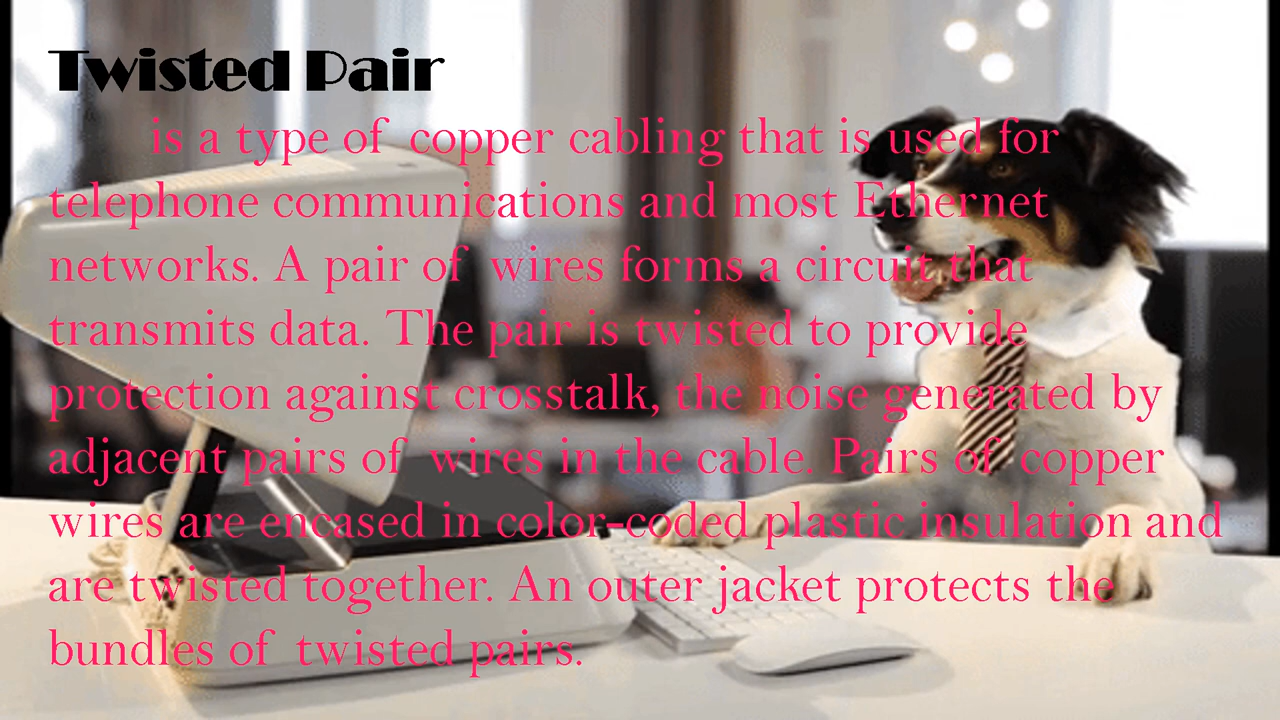 Twisted Pair
is a type of copper cabling that is used for
telephone communications and most Ethernet
networks. A pair of wires forms a circuit that
transmits data. The pair is twisted to provide
protection against crosstalk, the noise generated by
adjacent pairs of wires in the cable. Pairs of copper
wires are encased in color-coded plastic insulation and
are twisted together. An outer jacket protects the
bundles of twisted pairs.